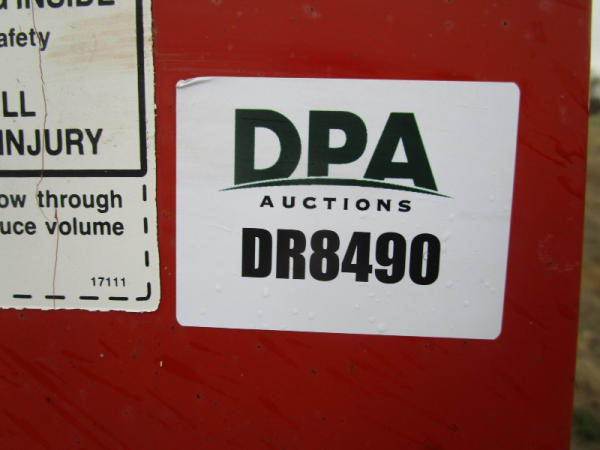 INSIDE
afety
LL
INJURY
ow through
uce volume
17111
DPA
AUCTIONS
DR8490